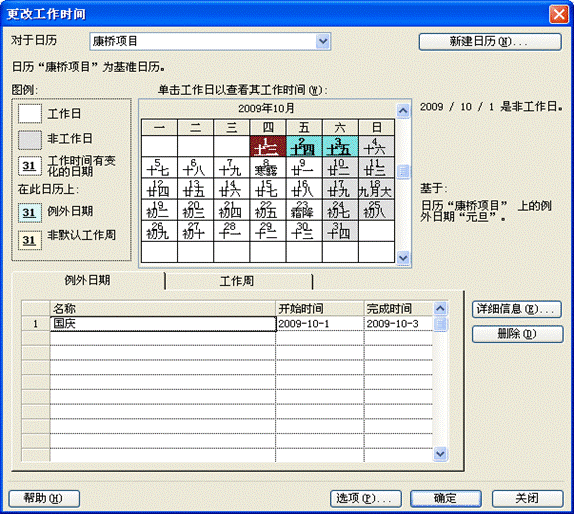 更改工作时间
对于日历 康桥项目 新建日历(N)...
日历“康桥项目”为基准日历。
图例: 单击工作日以查看其工作时间(W):
工作日
非工作日
31 工作时间有变化的日期
在此日历上:
31 例外日期
31 非默认工作周
2009年10月
一 二 三 四 五 六 日
1 2 3 4
十三 十四 十五 十六
5 6 7 8 9 10 11
十七 十八 十九 寒露 廿一 廿二 廿三
12 13 14 15 16 17 18
廿四 廿五 廿六 廿七 廿八 廿九 九月大
19 20 21 22 23 24 25
初二 初三 初四 初五 霜降 初七 初八
26 27 28 29 30 31
初九 初十 十一 十二 十三 十四
2009 / 10 / 1 是非工作日。
基于:
日历“康桥项目” 上的例
外日期“元旦”。
例外日期 工作周
名称 开始时间 完成时间
1 国庆 2009-10-1 2009-10-3
详细信息(E)...
删除(D)
帮助(H) 选项(P)... 确定 关闭